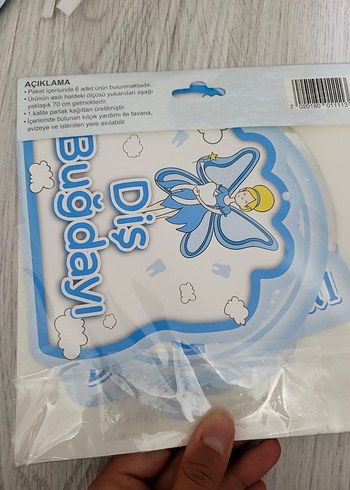 AÇIKLAMA
• Paket içerisinde 6 adet ürün bulunmaktadır.
• Ürünün asılı haldeki ölçüsü yukarıdan aşağı
yaklaşık 70 cm gelmektedir.
• 1.kalite parlak kağıttan üretilmiştir.
• İçerisinde bulunan kılçık yardımı ile tavana,
avizeye ve istenilen yere asılabilir.
Diş
Buğdayı